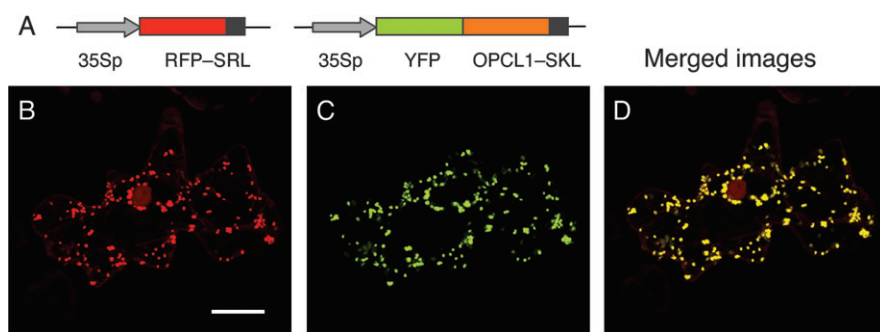 A
35Sp RFP–SRL 35Sp YFP OPCL1–SKL Merged images
B C D